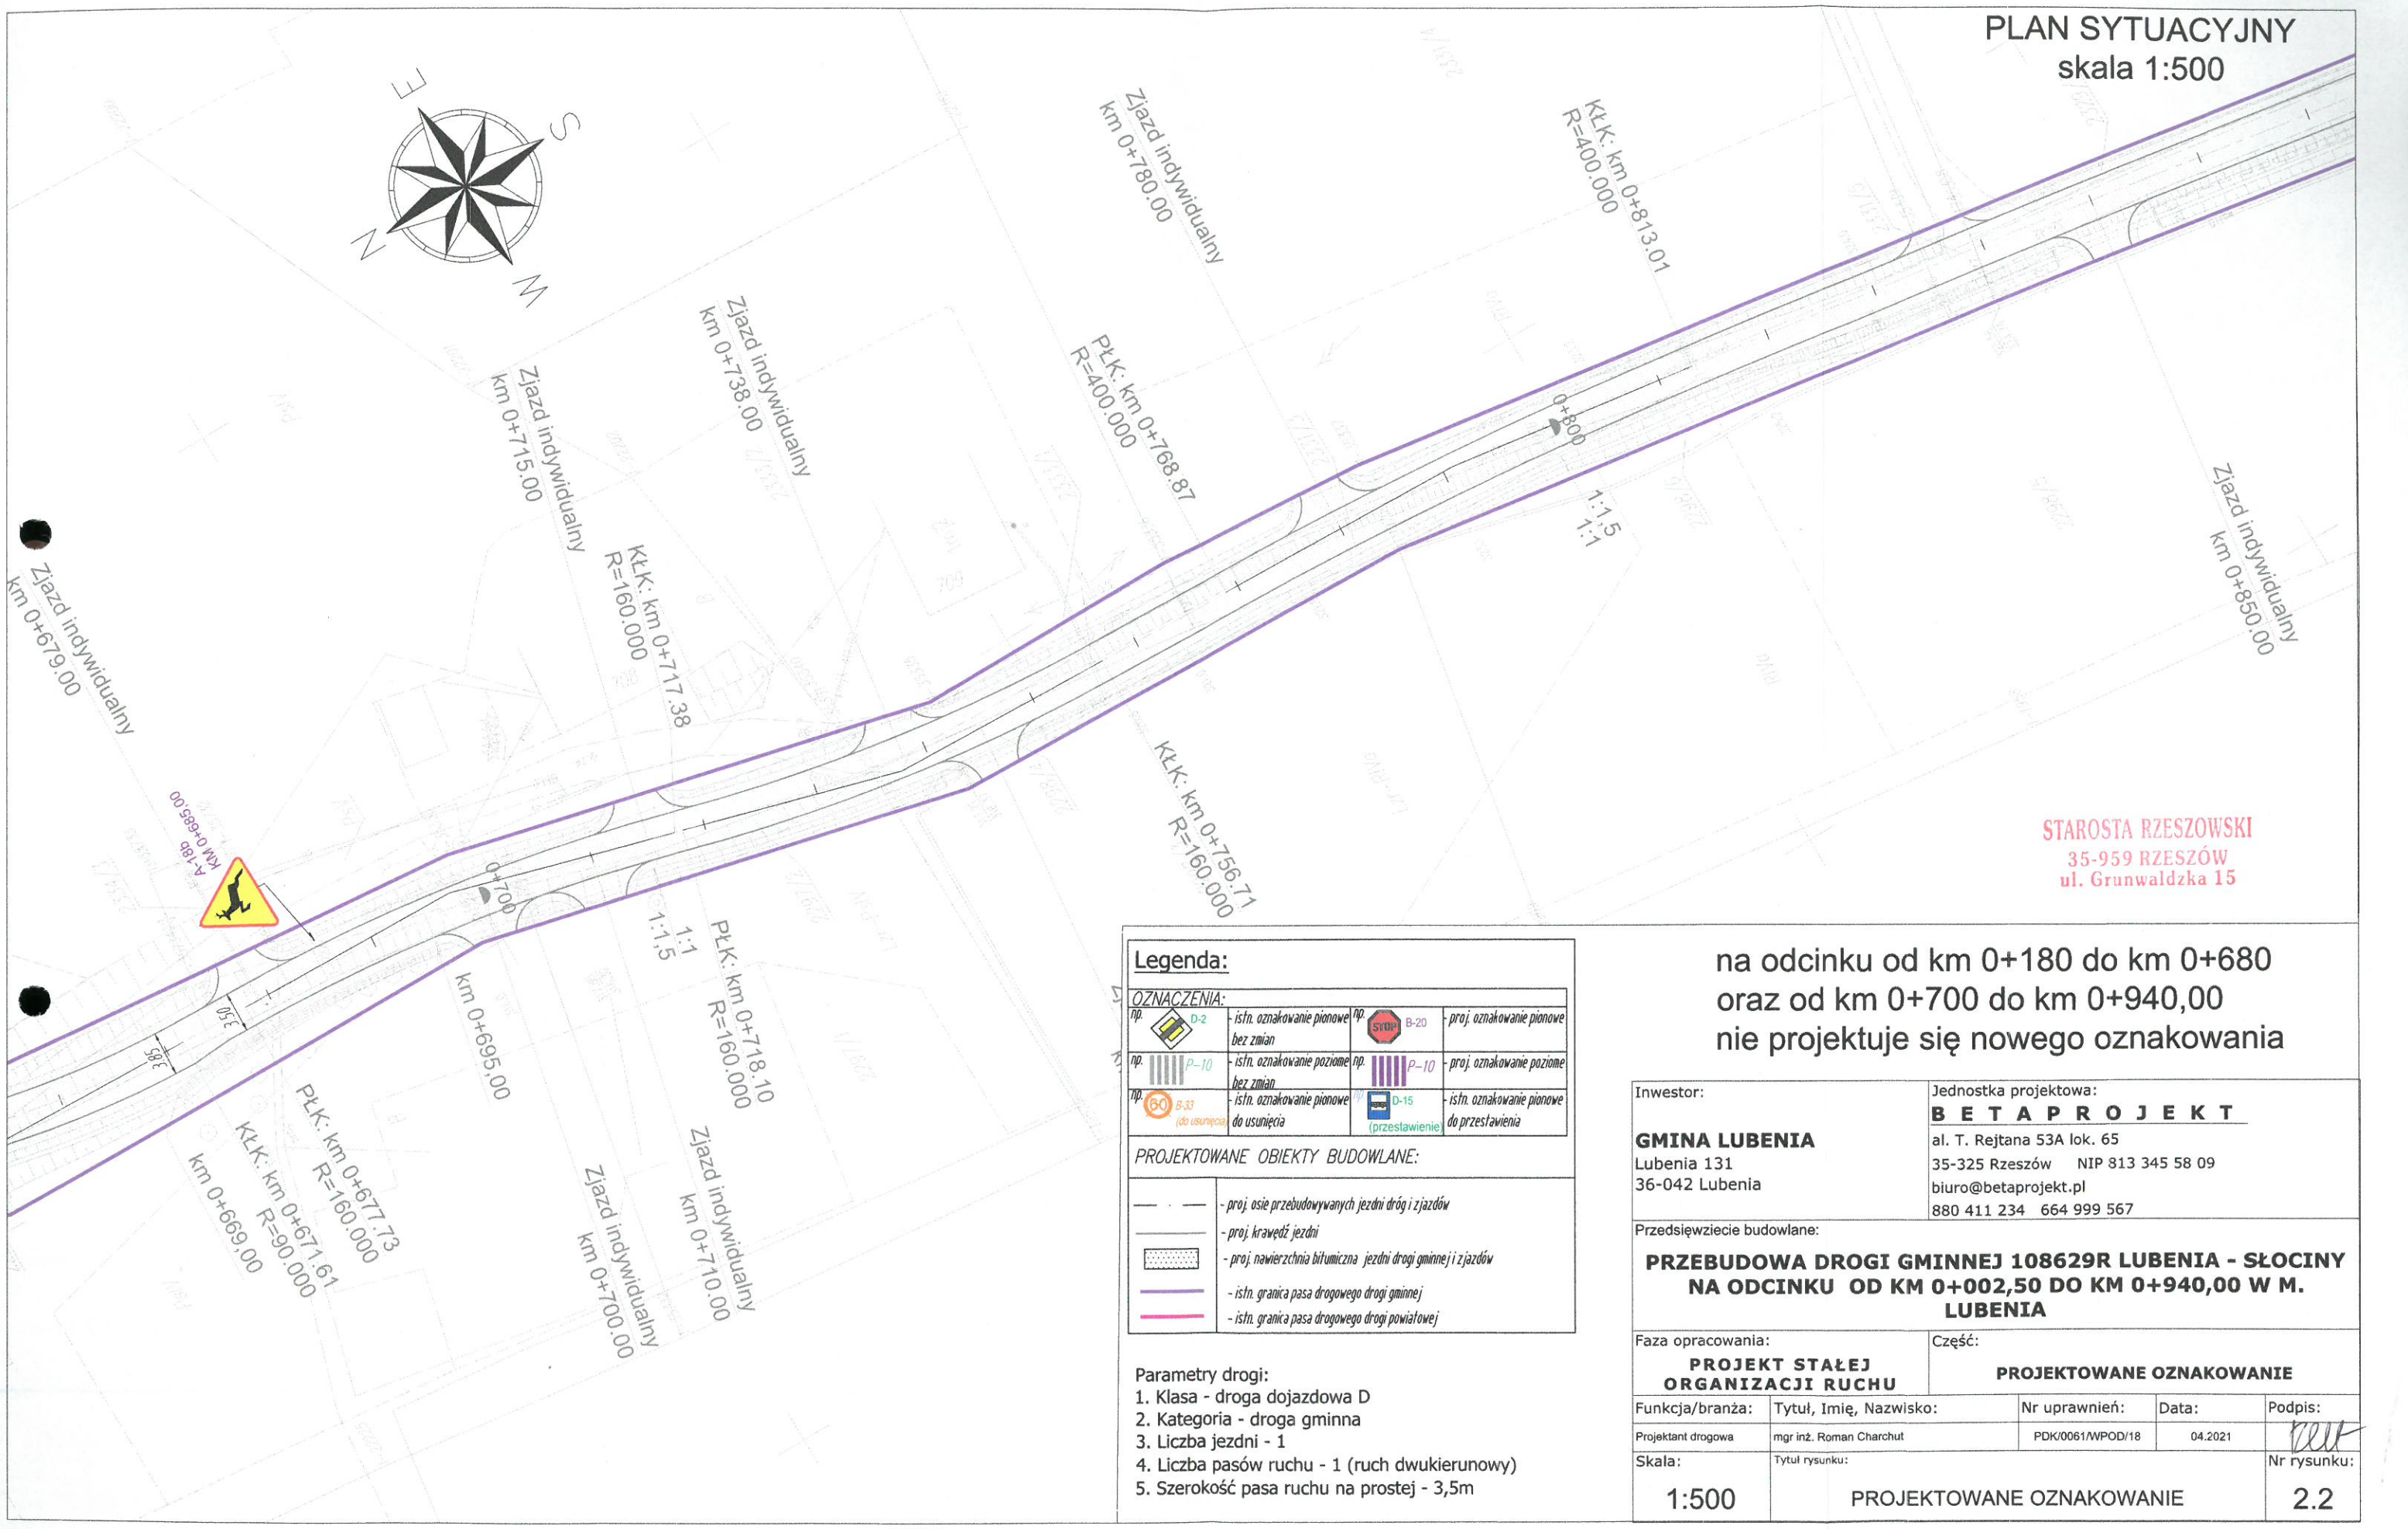 PLAN SYTUACYJNY
skala 1:500
E
S
N
W
Zjazd indywidualny
km 0+679.00
A-18b
KM 0+685,00
Zjazd indywidualny
km 0+715.00
KŁK: km 0+717.38
R=160.000
Zjazd indywidualny
km 0+738.00
PŁK: km 0+768.87
R=400.000
Zjazd indywidualny
km 0+780.00
KŁK: km 0+813.01
R=400.000
0+800
1:1,5
1:1
Zjazd indywidualny
km 0+850.00
0+700
3,50
3,85
km 0+669,00
KŁK: km 0+671.61
R=90.000
PŁK: km 0+677.73
R=160.000
km 0+695,00
Zjazd indywidualny
km 0+700.00
1:1
1:1,5
Zjazd indywidualny
km 0+710.00
PŁK: km 0+718.10
R=160.000
KŁK: km 0+756.71
R=160.000
STAROSTA RZESZOWSKI
35-959 RZESZÓW
ul. Grunwaldzka 15
na odcinku od km 0+180 do km 0+680
oraz od km 0+700 do km 0+940,00
nie projektuje się nowego oznakowania
Legenda:
OZNACZENIA:
np. D-2 - istn. oznakowanie pionowe bez zmian
np. STOP B-20 - proj. oznakowanie pionowe
np. P-10 - istn. oznakowanie poziome bez zmian
np. P-10 - proj. oznakowanie poziome
np. 60 B-33 (do usunięcia) - istn. oznakowanie pionowe do usunięcia
np. D-15 (przestawienie) - istn. oznakowanie pionowe do przestawienia
PROJEKTOWANE OBIEKTY BUDOWLANE:
- proj. osie przebudowywanych jezdni dróg i zjazdów
- proj. krawędź jezdni
- proj. nawierzchnia bitumiczna jezdni drogi gminnej i zjazdów
- istn. granica pasa drogowego drogi gminnej
- istn. granica pasa drogowego drogi powiatowej
Parametry drogi:
1. Klasa - droga dojazdowa D
2. Kategoria - droga gminna
3. Liczba jezdni - 1
4. Liczba pasów ruchu - 1 (ruch dwukierunowy)
5. Szerokość pasa ruchu na prostej - 3,5m
Inwestor:
GMINA LUBENIA
Lubenia 131
36-042 Lubenia
Jednostka projektowa:
BETAPROJEKT
al. T. Rejtana 53A lok. 65
35-325 Rzeszów NIP 813 345 58 09
biuro@betaprojekt.pl
880 411 234 664 999 567
Przedsięwziecie budowlane:
PRZEBUDOWA DROGI GMINNEJ 108629R LUBENIA - SŁOCINY
NA ODCINKU OD KM 0+002,50 DO KM 0+940,00 W M.
LUBENIA
Faza opracowania:
PROJEKT STAŁEJ
ORGANIZACJI RUCHU
Część:
PROJEKTOWANE OZNAKOWANIE
Funkcja/branża: Tytuł, Imię, Nazwisko: Nr uprawnień: Data: Podpis:
Projektant drogowa mgr inż. Roman Charchut PDK/0061/WPOD/18 04.2021
Skala: Tytuł rysunku: Nr rysunku:
1:500 PROJEKTOWANE OZNAKOWANIE 2.2